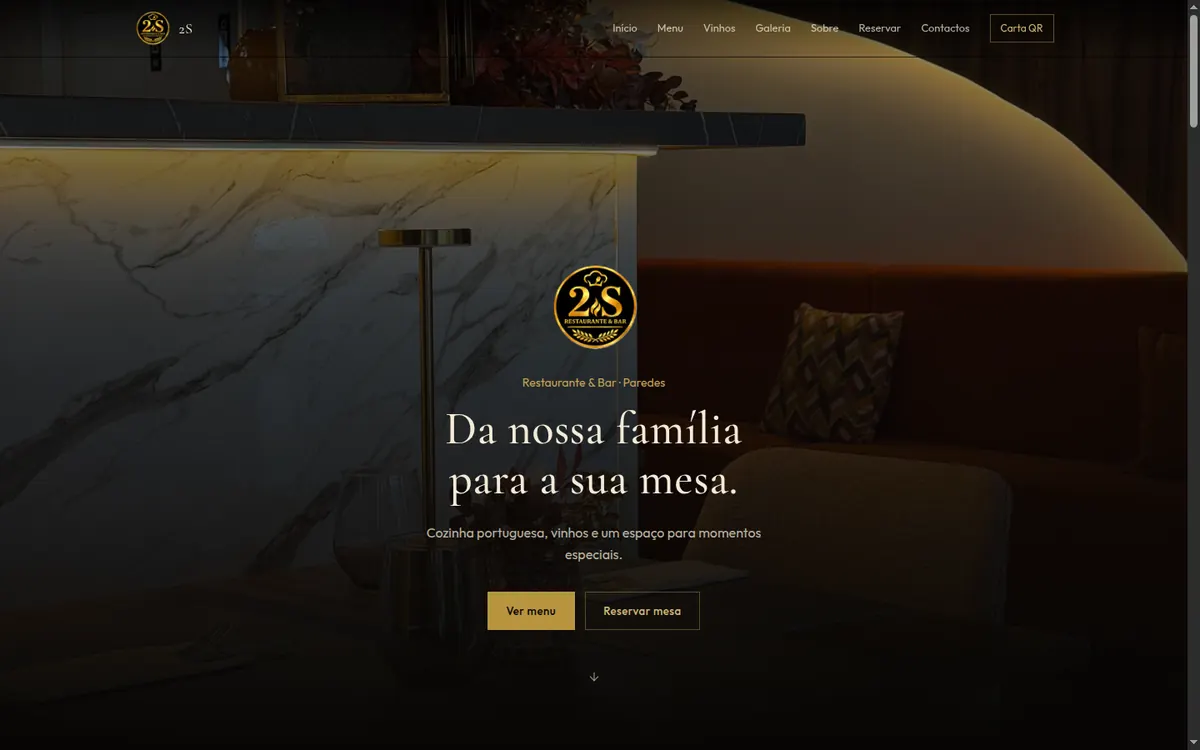 2S
2S
Início
Menu
Vinhos
Galeria
Sobre
Reservar
Contactos
Carta QR
2S
RESTAURANTE & BAR
Restaurante & Bar · Paredes
Da nossa família
para a sua mesa.
Cozinha portuguesa, vinhos e um espaço para momentos
especiais.
Ver menu
Reservar mesa